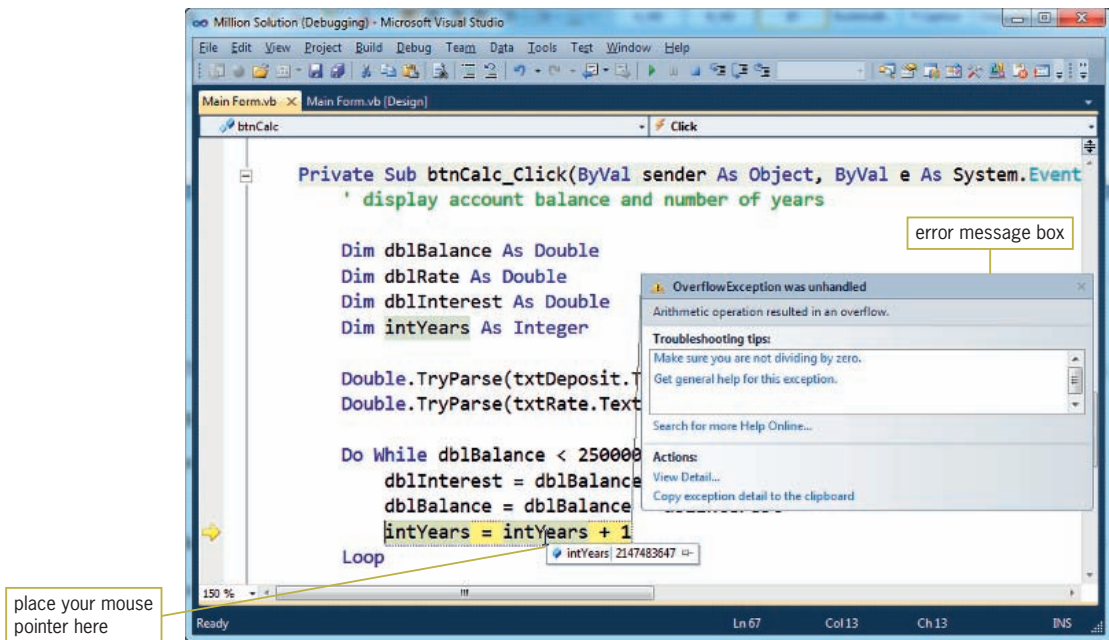 Million Solution (Debugging) - Microsoft Visual Studio
File Edit View Project Build Debug Team Data Tools Test Window Help
Main Form.vb Main Form.vb [Design]
btnCalc Click
Private Sub btnCalc_Click(ByVal sender As Object, ByVal e As System.Event
' display account balance and number of years
error message box
Dim dblBalance As Double
Dim dblRate As Double
Dim dblInterest As Double
Dim intYears As Integer
OverflowException was unhandled
Arithmetic operation resulted in an overflow.
Troubleshooting tips:
Make sure you are not dividing by zero.
Get general help for this exception.
Search for more Help Online...
Actions:
View Detail...
Copy exception detail to the clipboard
Double.TryParse(txtDeposit.T
Double.TryParse(txtRate.Text
Do While dblBalance < 250000
dblInterest = dblBalance
dblBalance = dblBalance
intYears = intYears + 1
intYears 2147483647
Loop
place your mouse
pointer here
150 %
Ready Ln 67 Col 13 Ch 13 INS